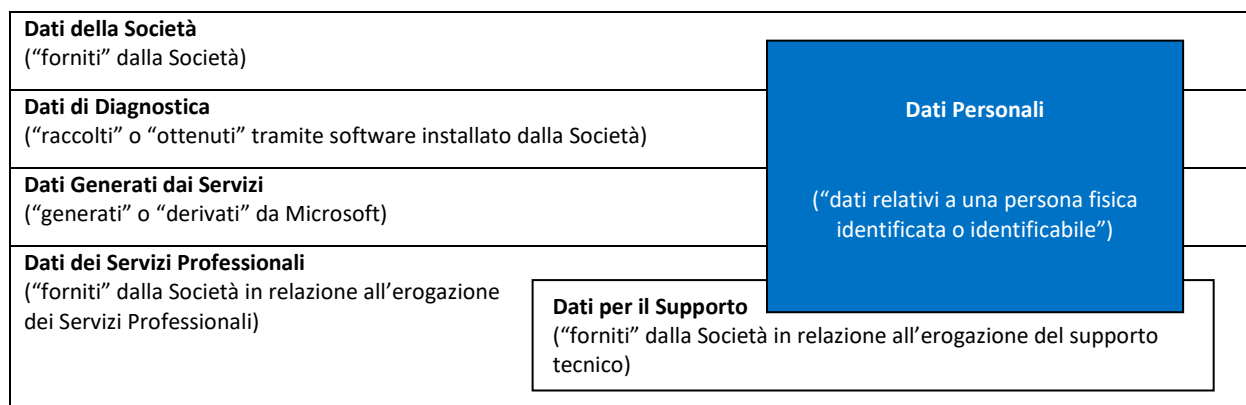 Dati della Società
(“forniti” dalla Società)
Dati di Diagnostica
(“raccolti” o “ottenuti” tramite software installato dalla Società)
Dati Generati dai Servizi
(“generati” o “derivati” da Microsoft)
Dati dei Servizi Professionali
(“forniti” dalla Società in relazione all’erogazione
dei Servizi Professionali)
Dati per il Supporto
(“forniti” dalla Società in relazione all’erogazione del supporto
tecnico)
Dati Personali
(“dati relativi a una persona fisica
identificata o identificabile”)